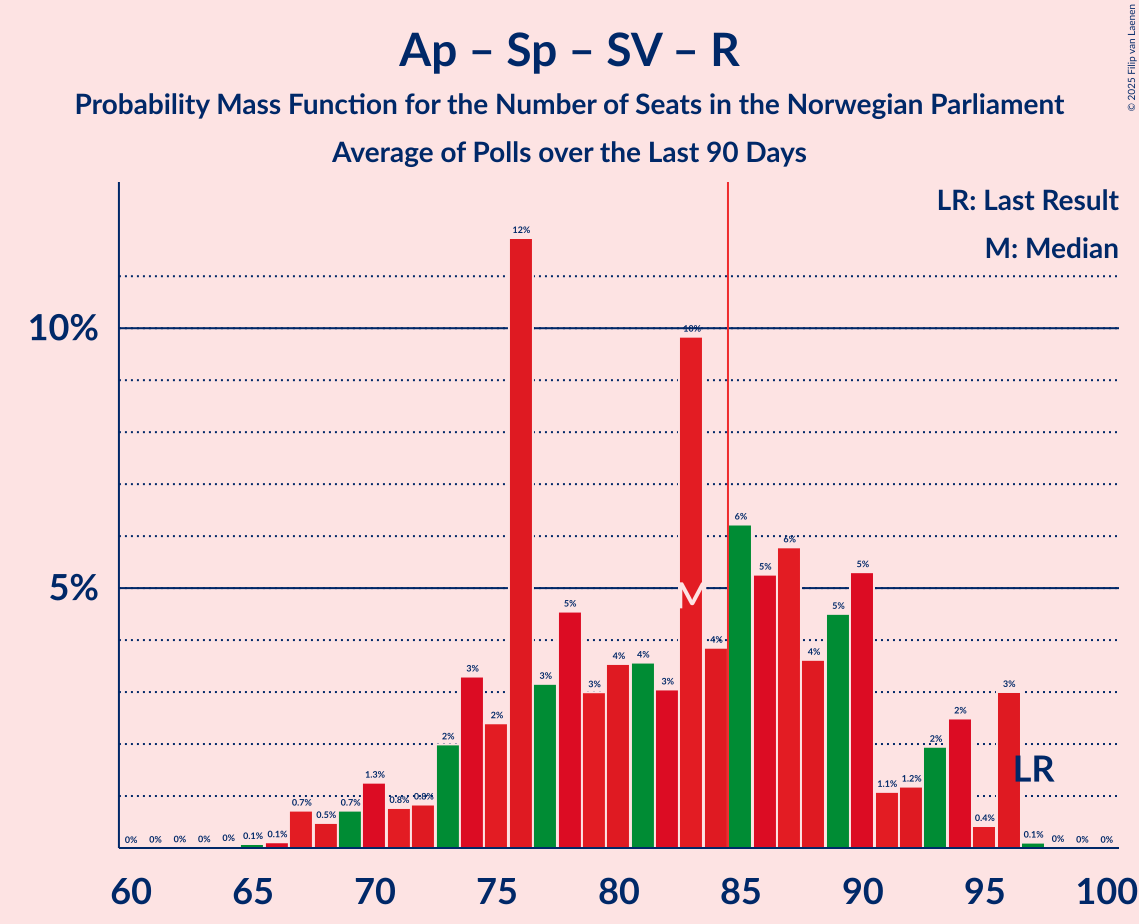 Ap – Sp – SV – R
Probability Mass Function for the Number of Seats in the Norwegian Parliament
Average of Polls over the Last 90 Days
© 2025 Filip van Laenen
LR: Last Result
M: Median
10%
5%
0% 0% 0% 0% 0% 0.1% 0.1% 0.7% 0.5% 0.7% 1.3% 0.8% 0.8% 2% 3% 2% 12% 3% 5% 3% 4% 4% 3% 10% 4% 6% 5% 6% 4% 5% 5% 1.1% 1.2% 2% 2% 0.4% 3% 0.1% 0% 0% 0%
M
LR
60 65 70 75 80 85 90 95 100